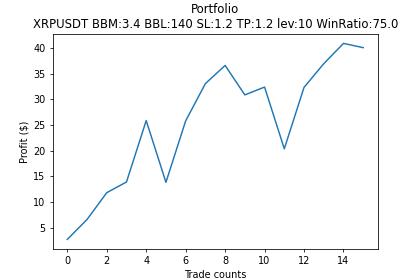 Portfolio
XRPUSDT BBM:3.4 BBL:140 SL:1.2 TP:1.2 lev:10 WinRatio:75.0
40
35
30
25
20
15
10
5
Profit ($)
0 2 4 6 8 10 12 14
Trade counts